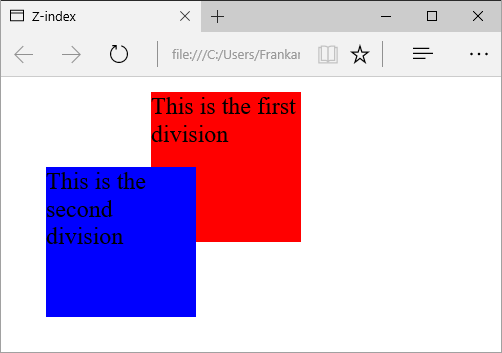 Z-index
file:///C:/Users/Frankar
This is the first
division
This is the
second
division